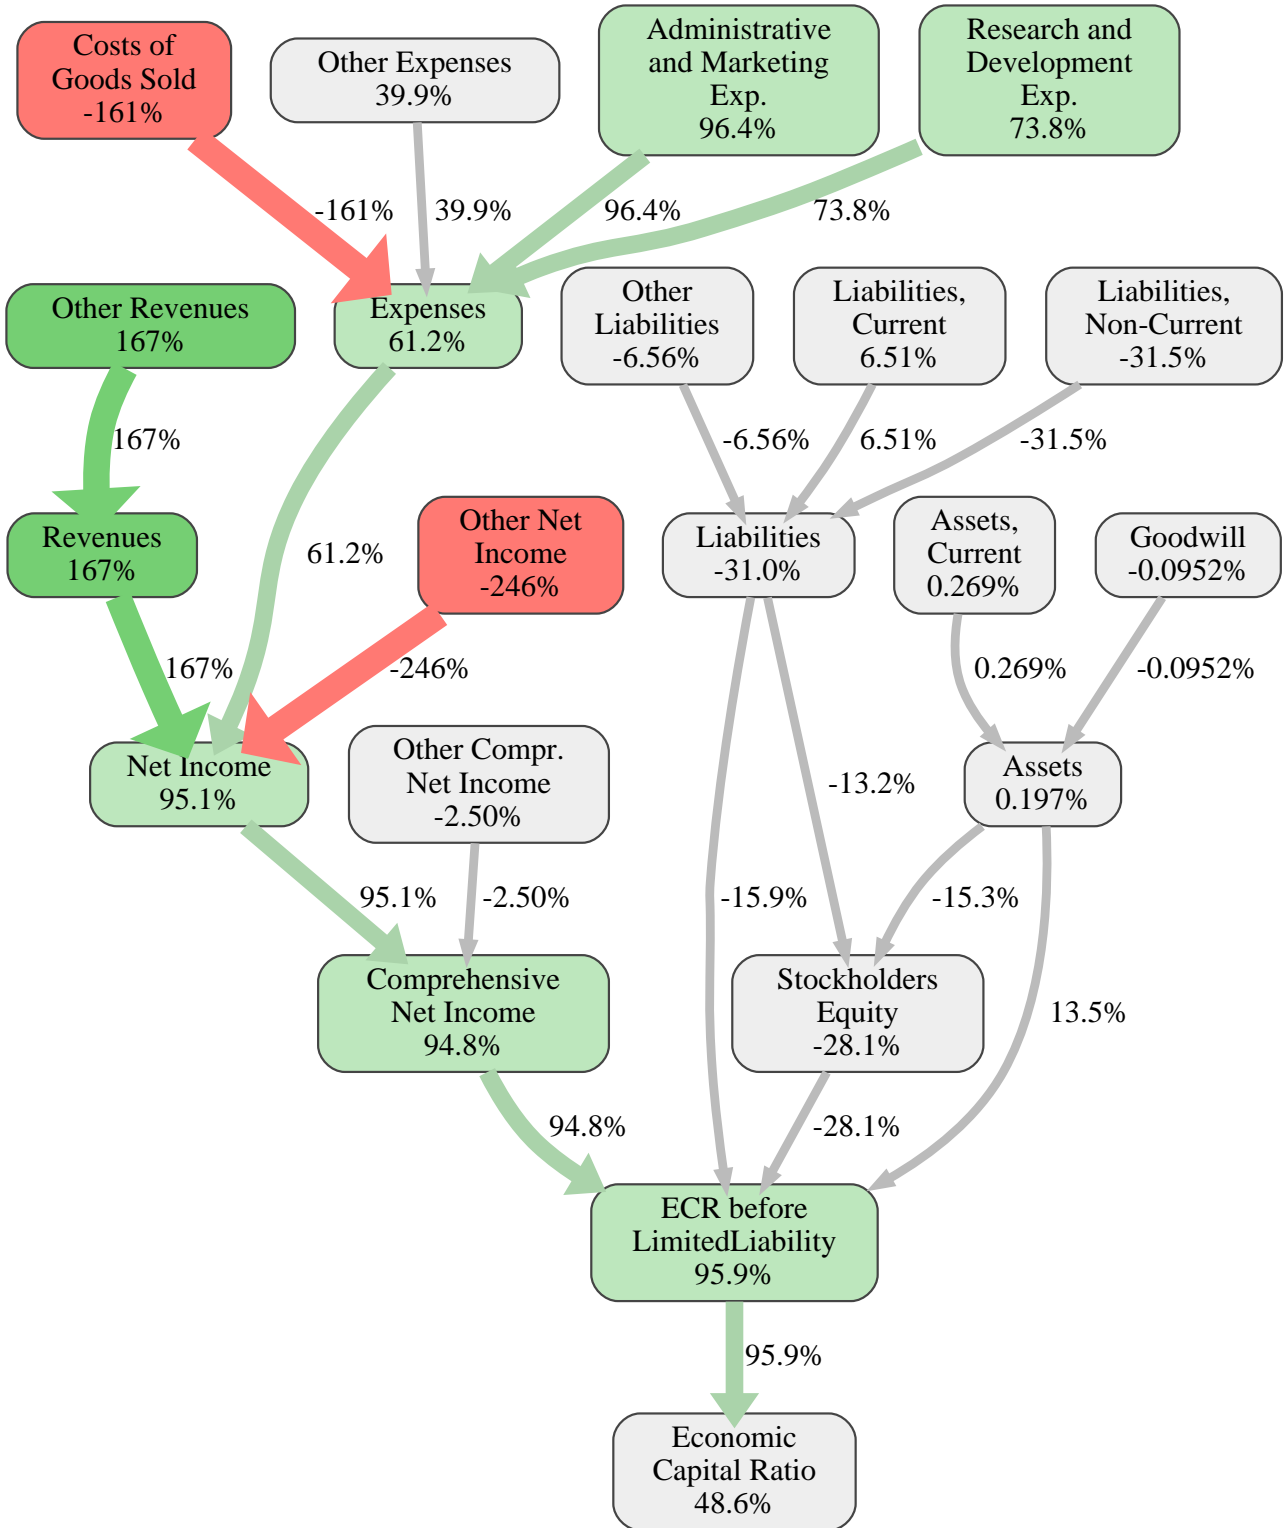 Costs of
Goods Sold
-161%
Other Expenses
39.9%
Administrative
and Marketing
Exp.
96.4%
Research and
Development
Exp.
73.8%
-161%
39.9%
96.4%
73.8%
Other Revenues
167%
Expenses
61.2%
Other
Liabilities
-6.56%
Liabilities,
Current
6.51%
Liabilities,
Non-Current
-31.5%
167%
-6.56%
6.51%
-31.5%
Revenues
167%
61.2%
Other Net
Income
-246%
Liabilities
-31.0%
Assets,
Current
0.269%
Goodwill
-0.0952%
167%
-246%
0.269%
-0.0952%
Net Income
95.1%
Other Compr.
Net Income
-2.50%
-13.2%
Assets
0.197%
95.1%
-2.50%
-15.9%
-15.3%
Comprehensive
Net Income
94.8%
Stockholders
Equity
-28.1%
13.5%
94.8%
-28.1%
ECR before
LimitedLiability
95.9%
95.9%
Economic
Capital Ratio
48.6%